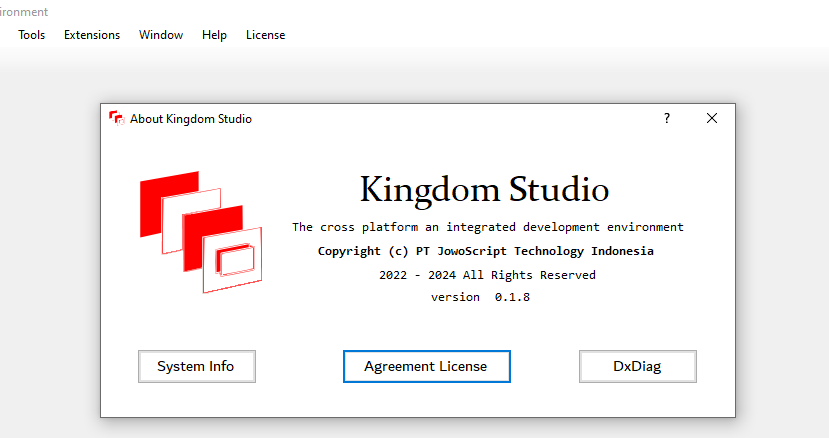 ironment
Tools Extensions Window Help License
About Kingdom Studio ?
Kingdom Studio
The cross platform an integrated development environment
Copyright (c) PT JowoScript Technology Indonesia
2022 - 2024 All Rights Reserved
version 0.1.8
System Info Agreement License DxDiag